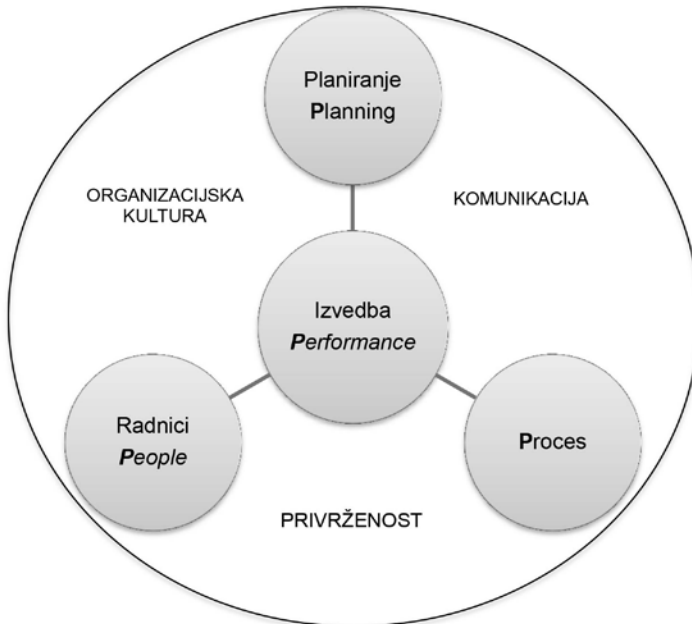 Planiranje
Planning
ORGANIZACIJSKA
KULTURA
KOMUNIKACIJA
Izvedba
Performance
Radnici
People
Proces
PRIVRŽENOST